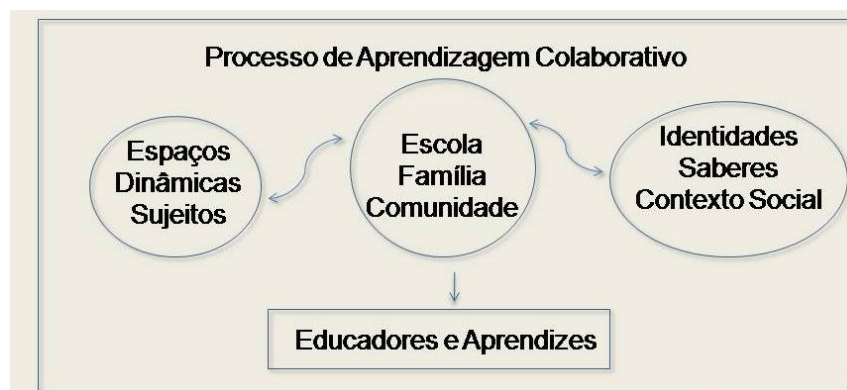 Processo de Aprendizagem Colaborativo
Espaços
Dinâmicas
Sujeitos
Escola
Família
Comunidade
Identidades
Saberes
Contexto Social
Educadores e Aprendizes